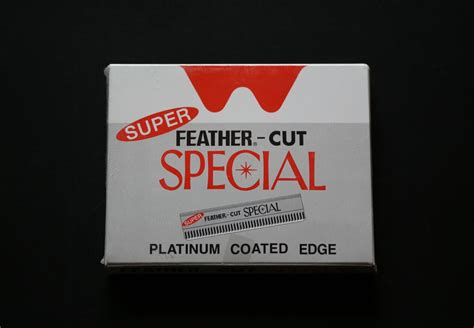 SUPER
FEATHER®-CUT
SPECIAL
SUPER FEATHER-CUT SPECIAL
PLATINUM COATED EDGE